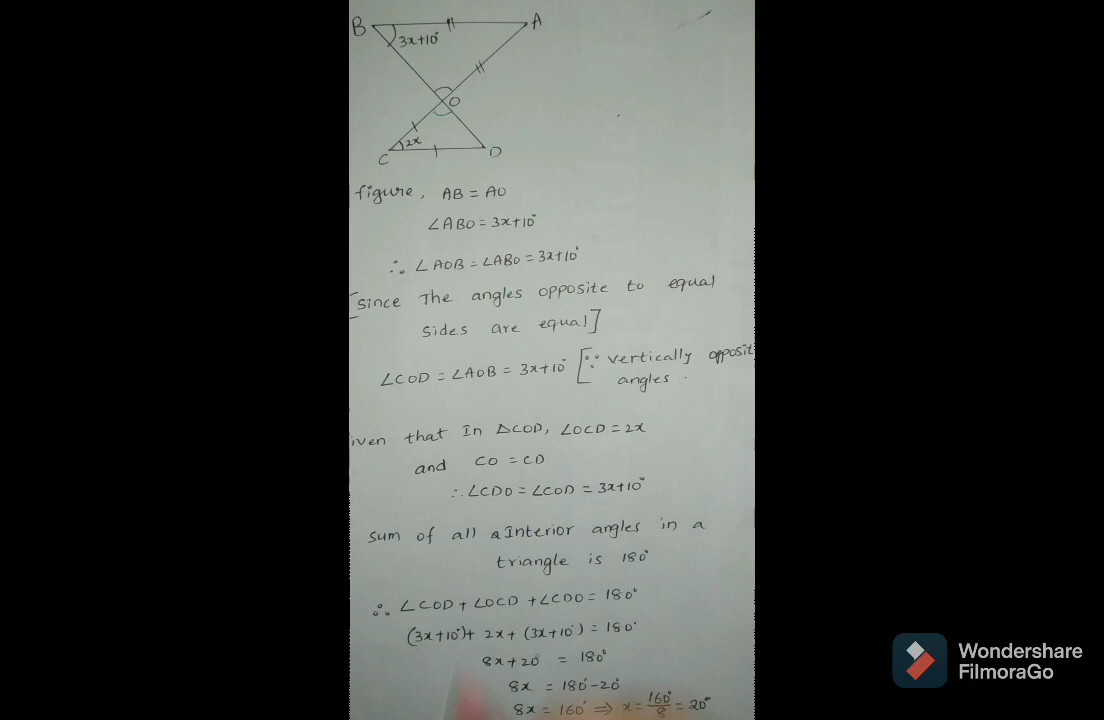 B
A
3x+10°
O
2x
C
D
figure, AB = AO
∠ABO = 3x+10°
∴ ∠AOB = ∠ABO = 3x+10°
[since The angles opposite to equal
sides are equal]
∠COD = ∠AOB = 3x+10° [∵ vertically opposit
angles.
iven that In △COD, ∠OCD = 2x
and CO = CD
∴ ∠CDO = ∠COD = 3x+10°
sum of all Interior angles in a
triangle is 180°
∴ ∠COD + ∠OCD + ∠CDO = 180°
(3x+10°)+ 2x+ (3x+10°) = 180°
8x+20° = 180°
8x = 180°-20°
8x = 160° ⇒ x = 160°/8 = 20°
Wondershare
FilmoraGo